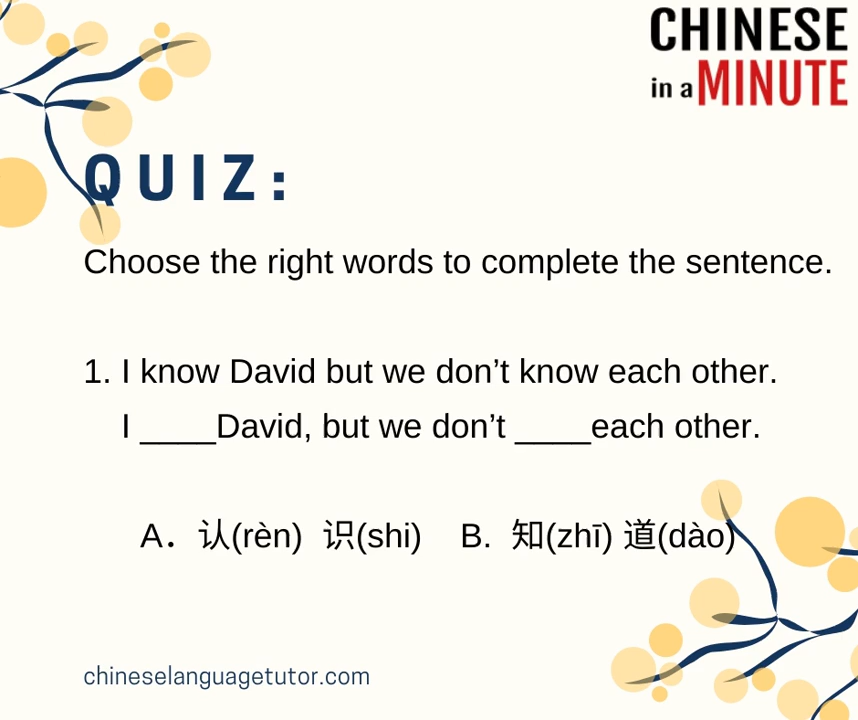 CHINESE
in a MINUTE
QUIZ:
Choose the right words to complete the sentence.
1. I know David but we don’t know each other.
I ____David, but we don’t ____each other.
A．认(rèn) 识(shi) B. 知(zhī) 道(dào)
chineselanguagetutor.com